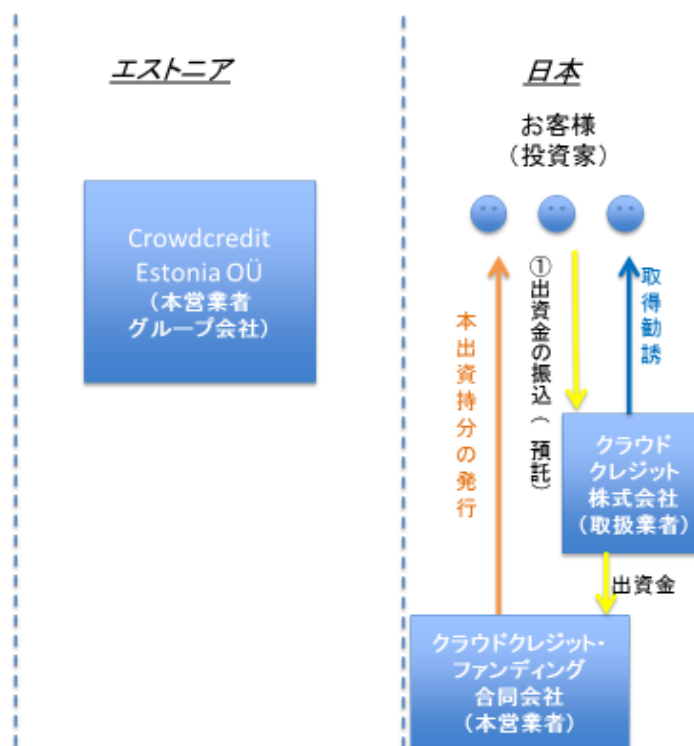 エストニア
日本
お客様
（投資家）
Crowdcredit
Estonia OÜ
（本営業者
グループ会社）
本出資持分の発行
①出資金の振込（預託）
取得勧誘
クラウド
クレジット
株式会社
（取扱業者）
出資金
クラウドクレジット・
ファンディング
合同会社
（本営業者）